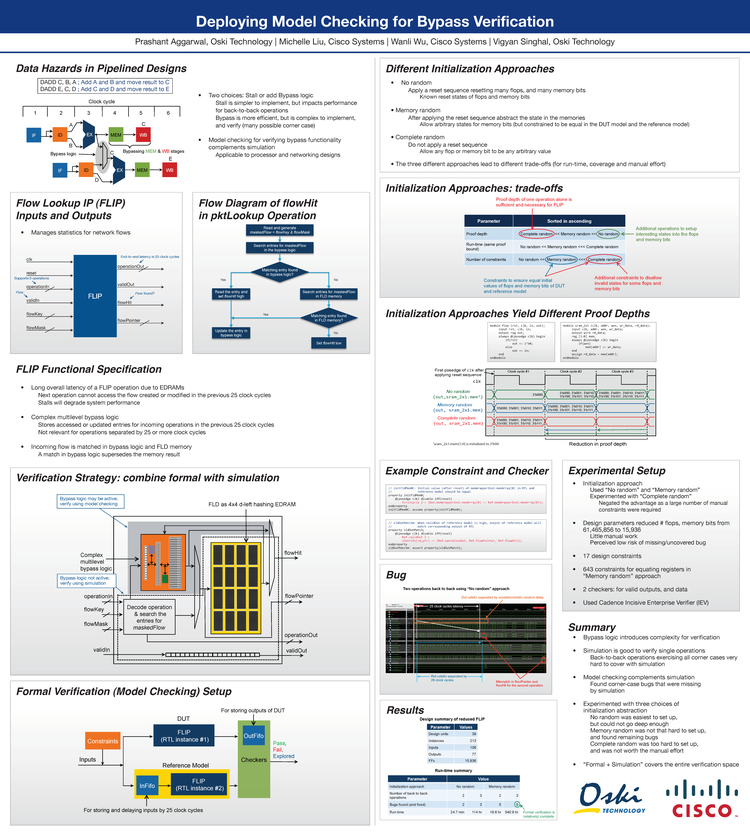 Deploying Model Checking for Bypass Verification
Prashant Aggarwal, Oski Technology | Michelle Liu, Cisco Systems | Wanli Wu, Cisco Systems | Vigyan Singhal, Oski Technology
Data Hazards in Pipelined Designs
DADD C, B, A ; Add A and B and move result to C
DADD E, C, D ; Add C and D and move result to E
Clock cycle
1 2 3 4 5 6
A
B
C
IF ID EX MEM WB
Bypass logic
Bypassing MEM & WB stages
C
D
E
IF ID EX MEM WB
• Two choices: Stall or add Bypass logic
Stall is simpler to implement, but impacts performance
for back-to-back operations
Bypass is more efficient, but is complex to implement,
and verify (many possible corner case)
• Model checking for verifying bypass functionality
complements simulation
Applicable to processor and networking designs
Flow Lookup IP (FLIP)
Inputs and Outputs
• Manages statistics for network flows
clk
reset
Supported operations
operationIn
Flow
validIn
flowKey
flowMask
FLIP
End-to-end latency is 25 clock cycles
operationOut
validOut
Flow found?
flowHit
flowPointer
Flow Diagram of flowHit
in pktLookup Operation
Read and generate
maskedFlow = flowKey & flowMask
Search entries for maskedFlow
in the bypass logic
Matching entry found
in bypass logic?
Yes
No
Read the entry and
set flowHit high
Search entries for maskedFlow
in FLD memory
Matching entry found
in FLD memory?
Yes
No
Update the entry in
bypass logic
Set flowHit low
FLIP Functional Specification
• Long overall latency of a FLIP operation due to EDRAMs
Next operation cannot access the flow created or modified in the previous 25 clock cycles
Stalls will degrade system performance
• Complex multilevel bypass logic
Stores accessed or updated entries for incoming operations in the previous 25 clock cycles
Not relevant for operations separated by 25 or more clock cycles
• Incoming flow is matched in bypass logic and FLD memory
A match in bypass logic supersedes the memory result
Verification Strategy: combine formal with simulation
Bypass logic may be active:
verify using model checking
FLD as 4x4 d-left hashing EDRAM
Complex
multilevel
bypass logic
Bypass logic not active:
verify using simulation
operationIn
flowKey
flowMask
validIn
Decode operation
& search the
entries for
maskedFlow
flowHit
flowPointer
operationOut
validOut
Formal Verification (Model Checking) Setup
For storing outputs of DUT
DUT
Constraints
FLIP
(RTL instance #1)
OutFifo
Pass,
Fail,
Explored
Inputs
Reference Model
Checkers
InFifo
FLIP
(RTL instance #2)
For storing and delaying inputs by 25 clock cycles
Different Initialization Approaches
• No random
Apply a reset sequence resetting many flops, and many memory bits
Known reset states of flops and memory bits
• Memory random
After applying the reset sequence abstract the state in the memories
Allow arbitrary states for memory bits (but constrained to be equal in the DUT model and the reference model)
• Complete random
Do not apply a reset sequence
Allow any flop or memory bit to be any arbitrary value
• The three different approaches lead to different trade-offs (for run-time, coverage and manual effort)
Initialization Approaches: trade-offs
Proof depth of one operation alone is
sufficient and necessary for FLIP
Parameter Sorted in ascending
Proof depth Complete random << Memory random << No random
Run-time (same proof
bound) No random << Memory random <<< Complete random
Number of constraints No random << Memory random << Complete random
Additional operations to setup
interesting states into the flops
and memory bits
Constraints to ensure equal initial
values of flops and memory bits of DUT
and reference model
Additional constraints to disallow
invalid states for some flops and
memory bits
Initialization Approaches Yield Different Proof Depths
First posedge of clk after
applying reset sequence
Clock cycle #1
Clock cycle #2
Clock cycle #3
clk
No random
{out,sram_2x1.mem*}
Memory random
{out, sram_2x1.mem}
Complete random
{out, sram_2x1.mem}
Reduction in proof depth
Example Constraint and Checker
Bug
Two operations back to back using "No random" approach
25 clock cycles latency
Experimental Setup
• Initialization approach
Used "No random" and "Memory random"
Experimented with "Complete random"
Negated the advantage as a large number of manual
constraints were required
• Design parameters reduced # flops, memory bits from
61,465,856 to 15,936
Little manual work
Perceived low risk of missing/uncovered bug
• 17 design constraints
• 643 constraints for equating registers in
"Memory random" approach
• 2 checkers: for valid outputs, and data
• Used Cadence Incisive Enterprise Verifier (IEV)
Results
Design summary of reduced FLIP
Parameter Values
Design units 39
Instances 213
Inputs 108
Outputs 77
FFs 15,936
Run-time summary
Parameter Value
Initialization approach No random Memory random
Number of back to back
operations 2 3 2 2
Bugs found (not fixed) 2 3 5 0
Run time 24.7 min 114 hr 18.6 hr 940.9 hr
Formal verification is
relatively complete
Summary
• Bypass logic introduces complexity for verification
• Simulation is good to verify single operations
Back-to-back operations exercising all corner cases very
hard to cover with simulation
• Model checking complements simulation
Found corner-case bugs that were missing
by simulation
• Experimented with three choices of
initialization abstraction
No random was easiest to set up,
but could not go deep enough
Memory random was not that hard to set up,
and found remaining bugs
Complete random was too hard to set up,
and was not worth the manual effort
• "Formal + Simulation" covers the entire verification space
Oski
TECHNOLOGY
CISCO